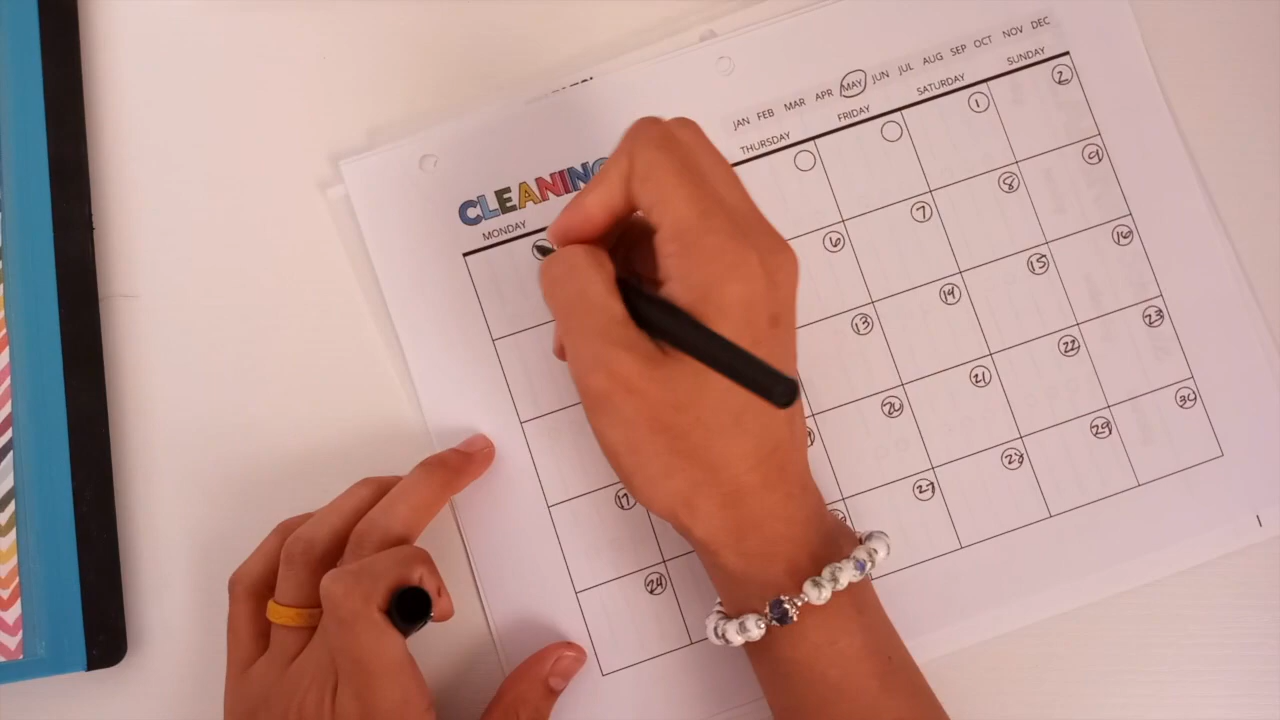 JAN FEB MAR APR MAY JUN JUL AUG SEP OCT NOV DEC
CLEANING
MONDAY THURSDAY FRIDAY SATURDAY SUNDAY
1 2
6 7 8 9
13 14 15 16
17 20 21 22 23
24 27 28 29 30